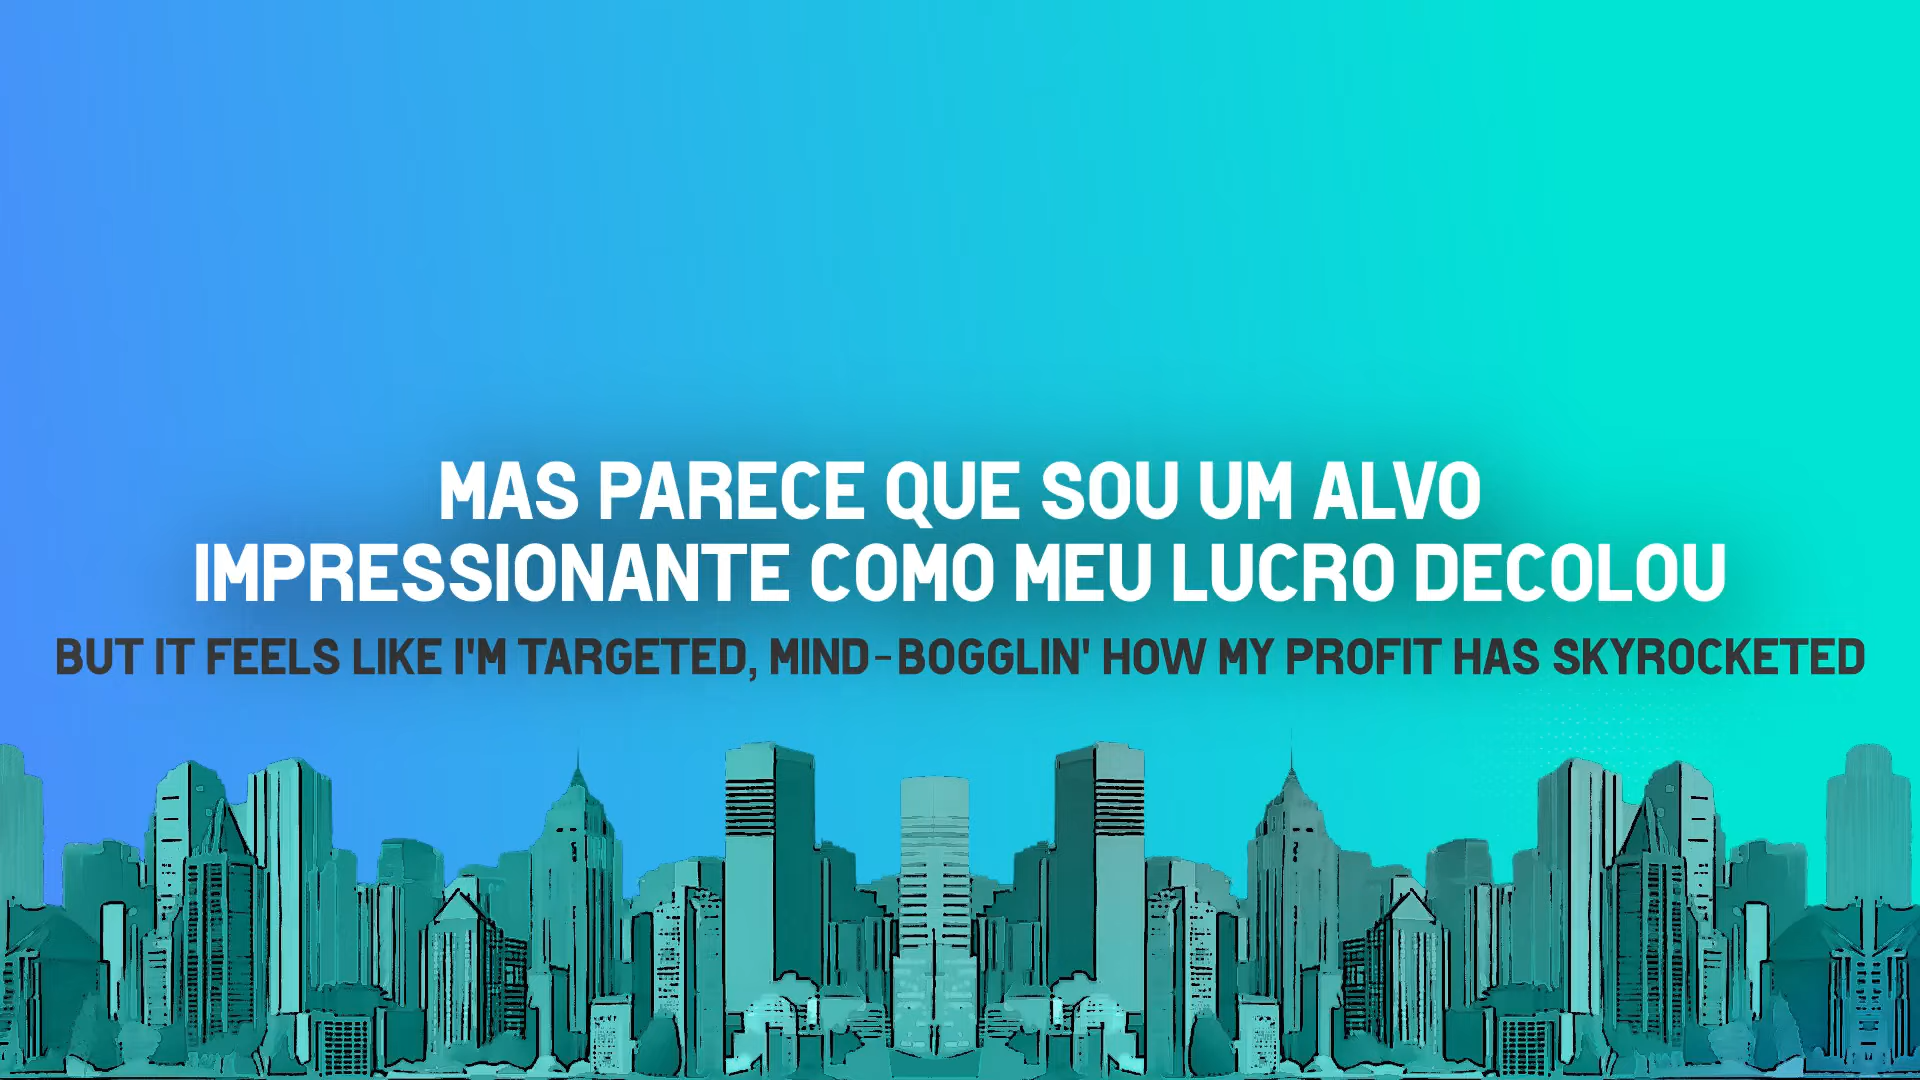 MAS PARECE QUE SOU UM ALVO
IMPRESSIONANTE COMO MEU LUCRO DECOLOU
BUT IT FEELS LIKE I'M TARGETED, MIND-BOGGLIN' HOW MY PROFIT HAS SKYROCKETED